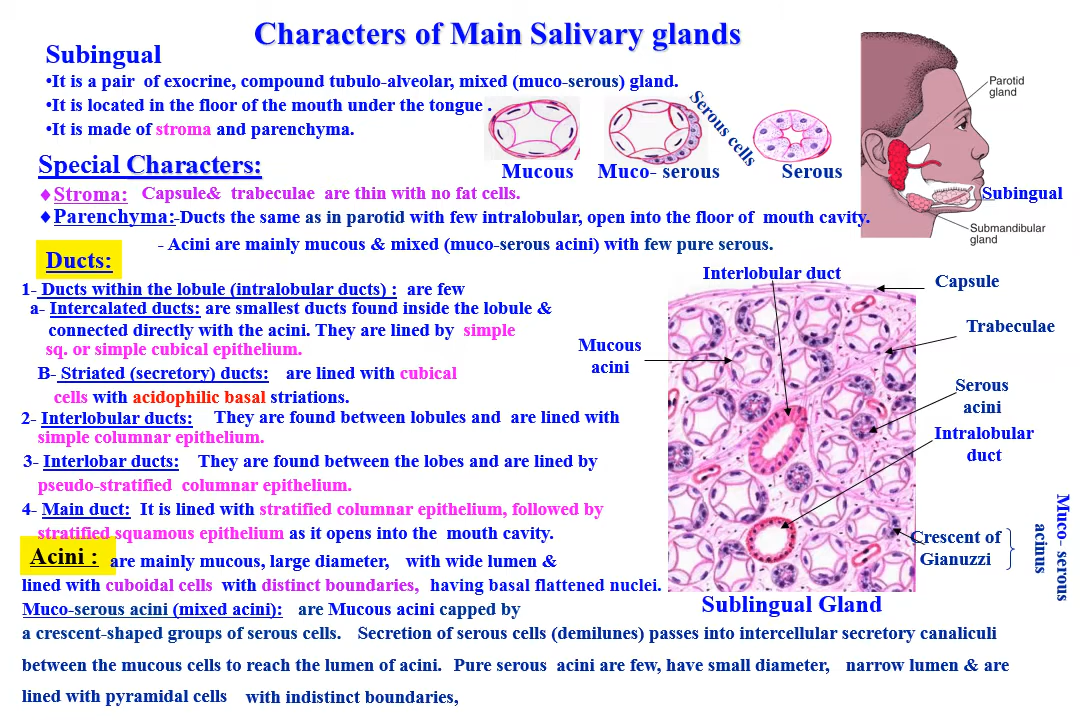 Characters of Main Salivary glands
Subingual
•It is a pair of exocrine, compound tubulo-alveolar, mixed (muco-serous) gland.
•It is located in the floor of the mouth under the tongue .
•It is made of stroma and parenchyma.
Serous cells
Mucous
Muco- serous
Serous
Parotid
gland
Subingual
Submandibular
gland
Special Characters:
♦Stroma: Capsule& trabeculae are thin with no fat cells.
♦Parenchyma:-Ducts the same as in parotid with few intralobular, open into the floor of mouth cavity.
- Acini are mainly mucous & mixed (muco-serous acini) with few pure serous.
Ducts:
1- Ducts within the lobule (intralobular ducts) : are few
a- Intercalated ducts: are smallest ducts found inside the lobule &
connected directly with the acini. They are lined by simple
sq. or simple cubical epithelium.
B- Striated (secretory) ducts: are lined with cubical
cells with acidophilic basal striations.
2- Interlobular ducts: They are found between lobules and are lined with
simple columnar epithelium.
3- Interlobar ducts: They are found between the lobes and are lined by
pseudo-stratified columnar epithelium.
4- Main duct: It is lined with stratified columnar epithelium, followed by
stratified squamous epithelium as it opens into the mouth cavity.
Interlobular duct
Capsule
Trabeculae
Mucous
acini
Serous
acini
Intralobular
duct
Crescent of
Gianuzzi
Muco- serous
acinus
Sublingual Gland
Acini : are mainly mucous, large diameter, with wide lumen &
lined with cuboidal cells with distinct boundaries, having basal flattened nuclei.
Muco-serous acini (mixed acini): are Mucous acini capped by
a crescent-shaped groups of serous cells. Secretion of serous cells (demilunes) passes into intercellular secretory canaliculi
between the mucous cells to reach the lumen of acini. Pure serous acini are few, have small diameter, narrow lumen & are
lined with pyramidal cells with indistinct boundaries,